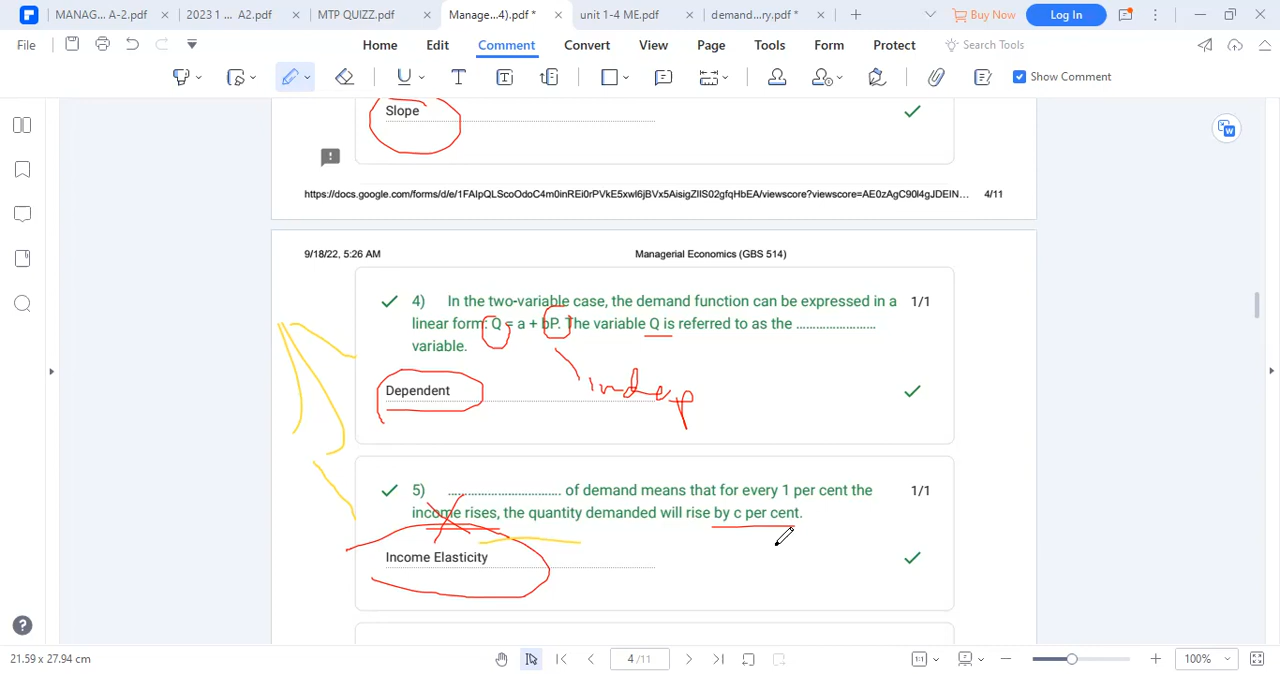 MANAG... A-2.pdf
2023 1 ... A2.pdf
MTP QUIZZ.pdf
Manage...4).pdf *
unit 1-4 ME.pdf
demand...ry.pdf *
Buy Now
Log In
File
Home
Edit
Comment
Convert
View
Page
Tools
Form
Protect
Search Tools
Show Comment
Slope
https://docs.google.com/forms/d/e/1FAIpQLScoOdoC4m0inREi0rPVkE5xwl6jBVx5AisigZIIS02gfqHbEA/viewscore?viewscore=AE0zAgC90l4gJDEIN... 4/11
9/18/22, 5:26 AM Managerial Economics (GBS 514)
4) In the two-variable case, the demand function can be expressed in a 1/1
linear form: Q = a + bP. The variable Q is referred to as the ........................
variable.
Dependent
indep
5) ................................. of demand means that for every 1 per cent the 1/1
income rises, the quantity demanded will rise by c per cent.
Income Elasticity
21.59 x 27.94 cm
4 /11
1:1
100%